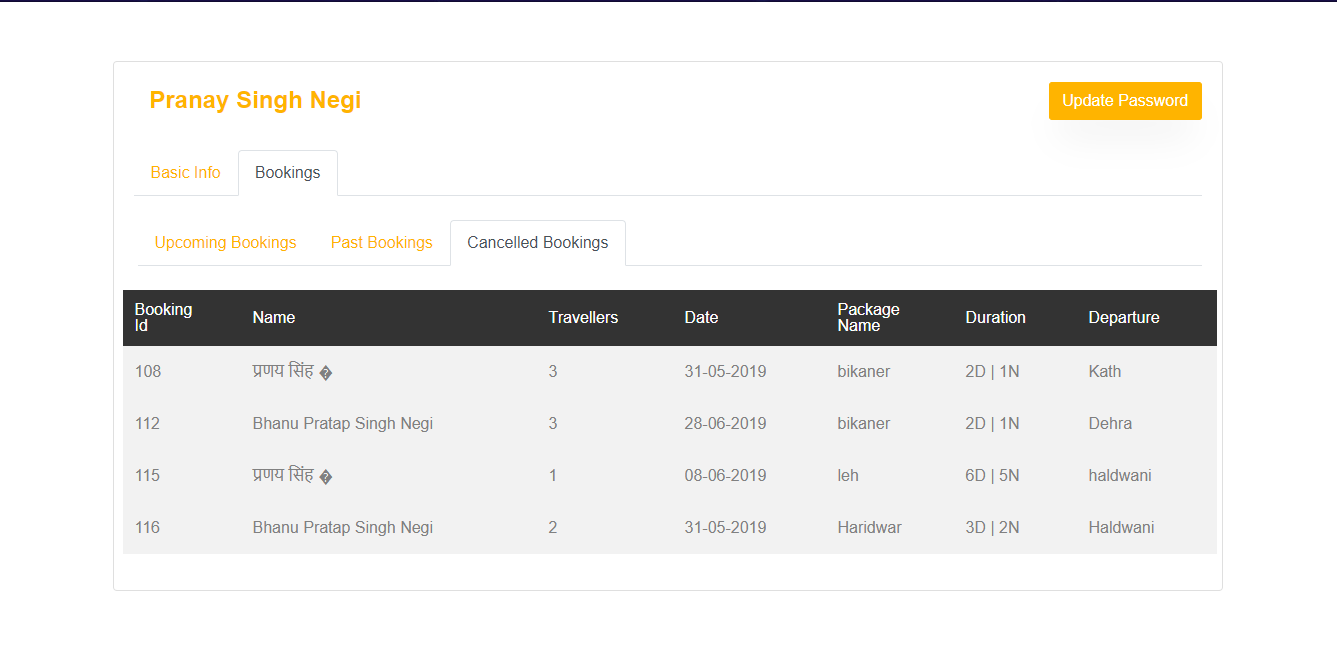 Pranay Singh Negi
Update Password
Basic Info Bookings
Upcoming Bookings Past Bookings Cancelled Bookings
Booking Id Name Travellers Date Package Name Duration Departure
108 प्रणय सिंह � 3 31-05-2019 bikaner 2D | 1N Kath
112 Bhanu Pratap Singh Negi 3 28-06-2019 bikaner 2D | 1N Dehra
115 प्रणय सिंह � 1 08-06-2019 leh 6D | 5N haldwani
116 Bhanu Pratap Singh Negi 2 31-05-2019 Haridwar 3D | 2N Haldwani